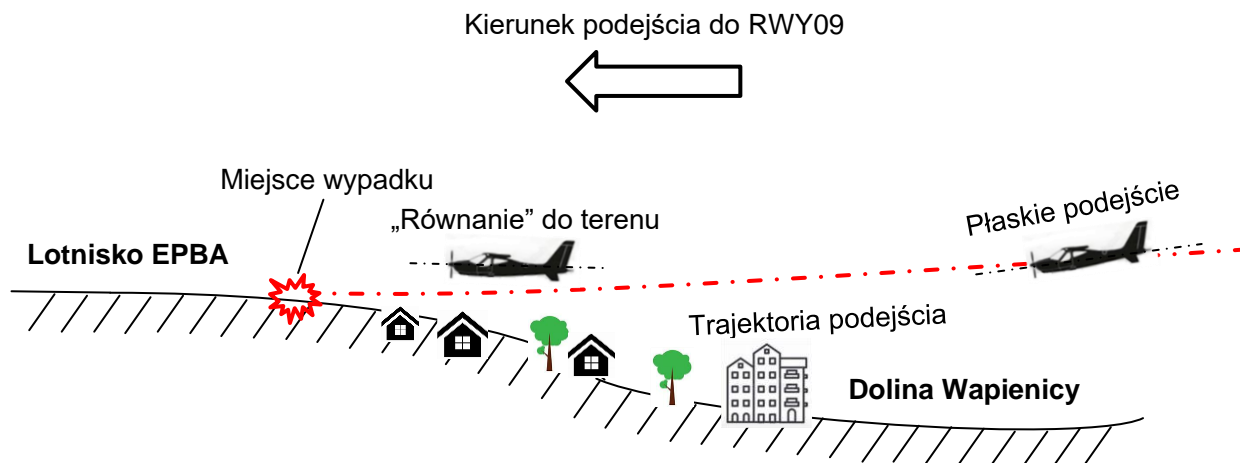 Kierunek podejścia do RWY09
Miejsce wypadku
„Równanie” do terenu
Płaskie podejście
Lotnisko EPBA
Trajektoria podejścia
Dolina Wapienicy